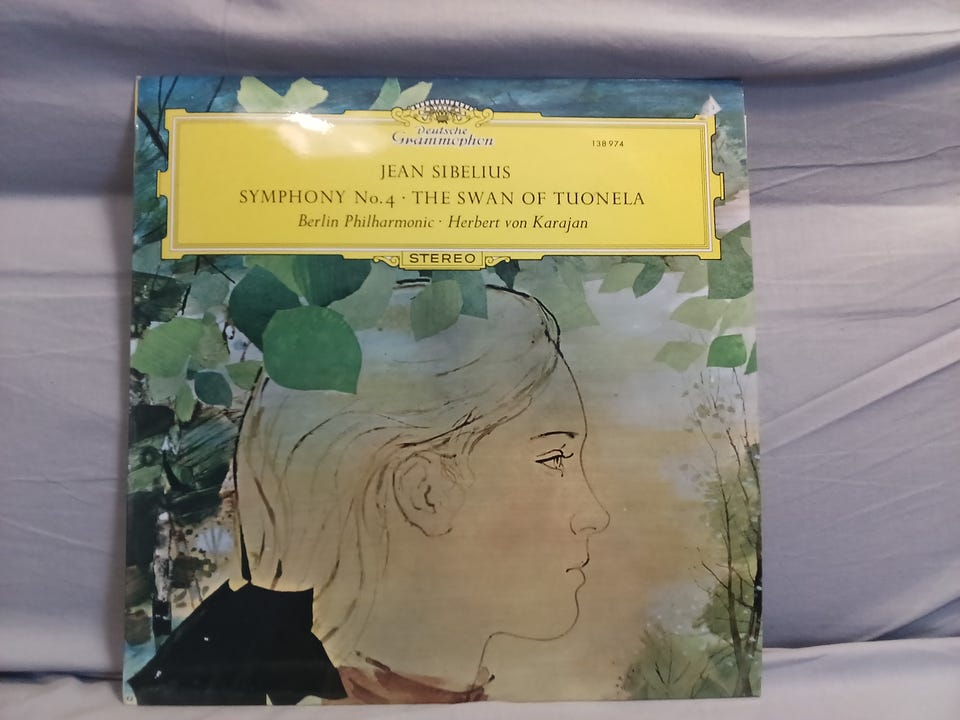 Deutsche
Grammophon
138 974
JEAN SIBELIUS
SYMPHONY No. 4 · THE SWAN OF TUONELA
Berlin Philharmonic · Herbert von Karajan
STEREO